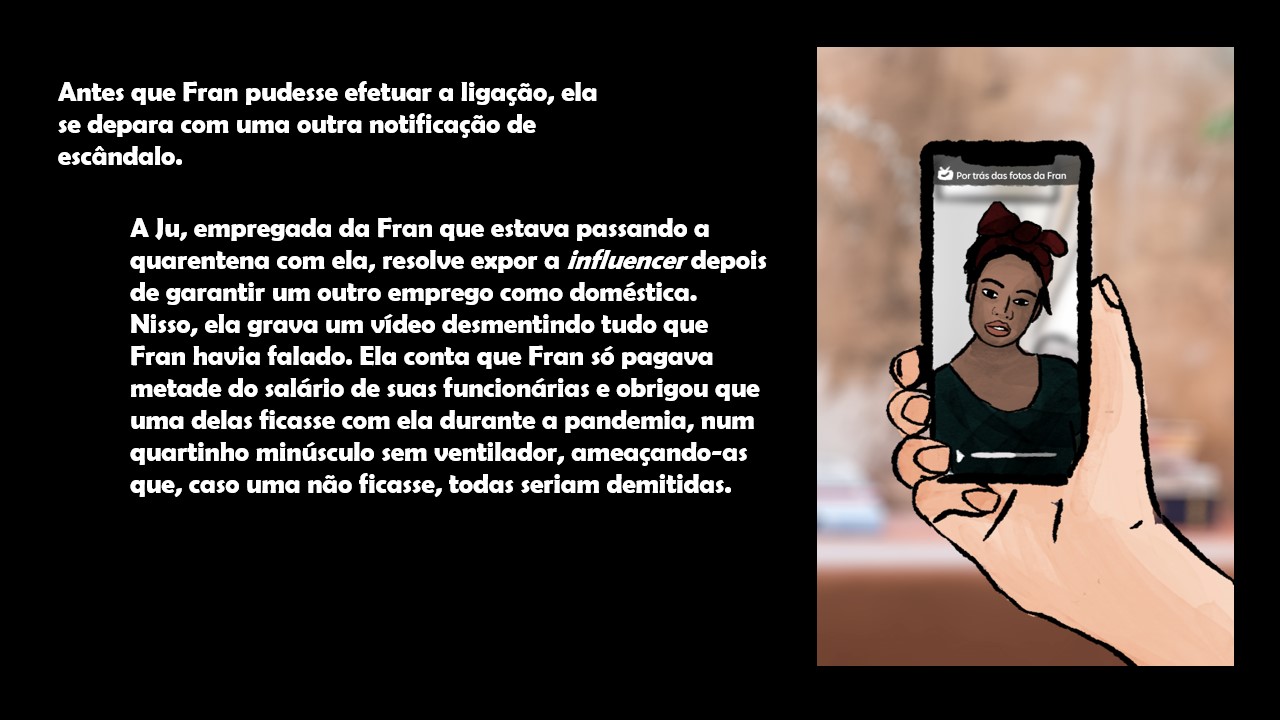 Antes que Fran pudesse efetuar a ligação, ela
se depara com uma outra notificação de
escândalo.
A Ju, empregada da Fran que estava passando a
quarentena com ela, resolve expor a influencer depois
de garantir um outro emprego como doméstica.
Nisso, ela grava um vídeo desmentindo tudo que
Fran havia falado. Ela conta que Fran só pagava
metade do salário de suas funcionárias e obrigou que
uma delas ficasse com ela durante a pandemia, num
quartinho minúsculo sem ventilador, ameaçando-as
que, caso uma não ficasse, todas seriam demitidas.
Por trás das fotos da Fran